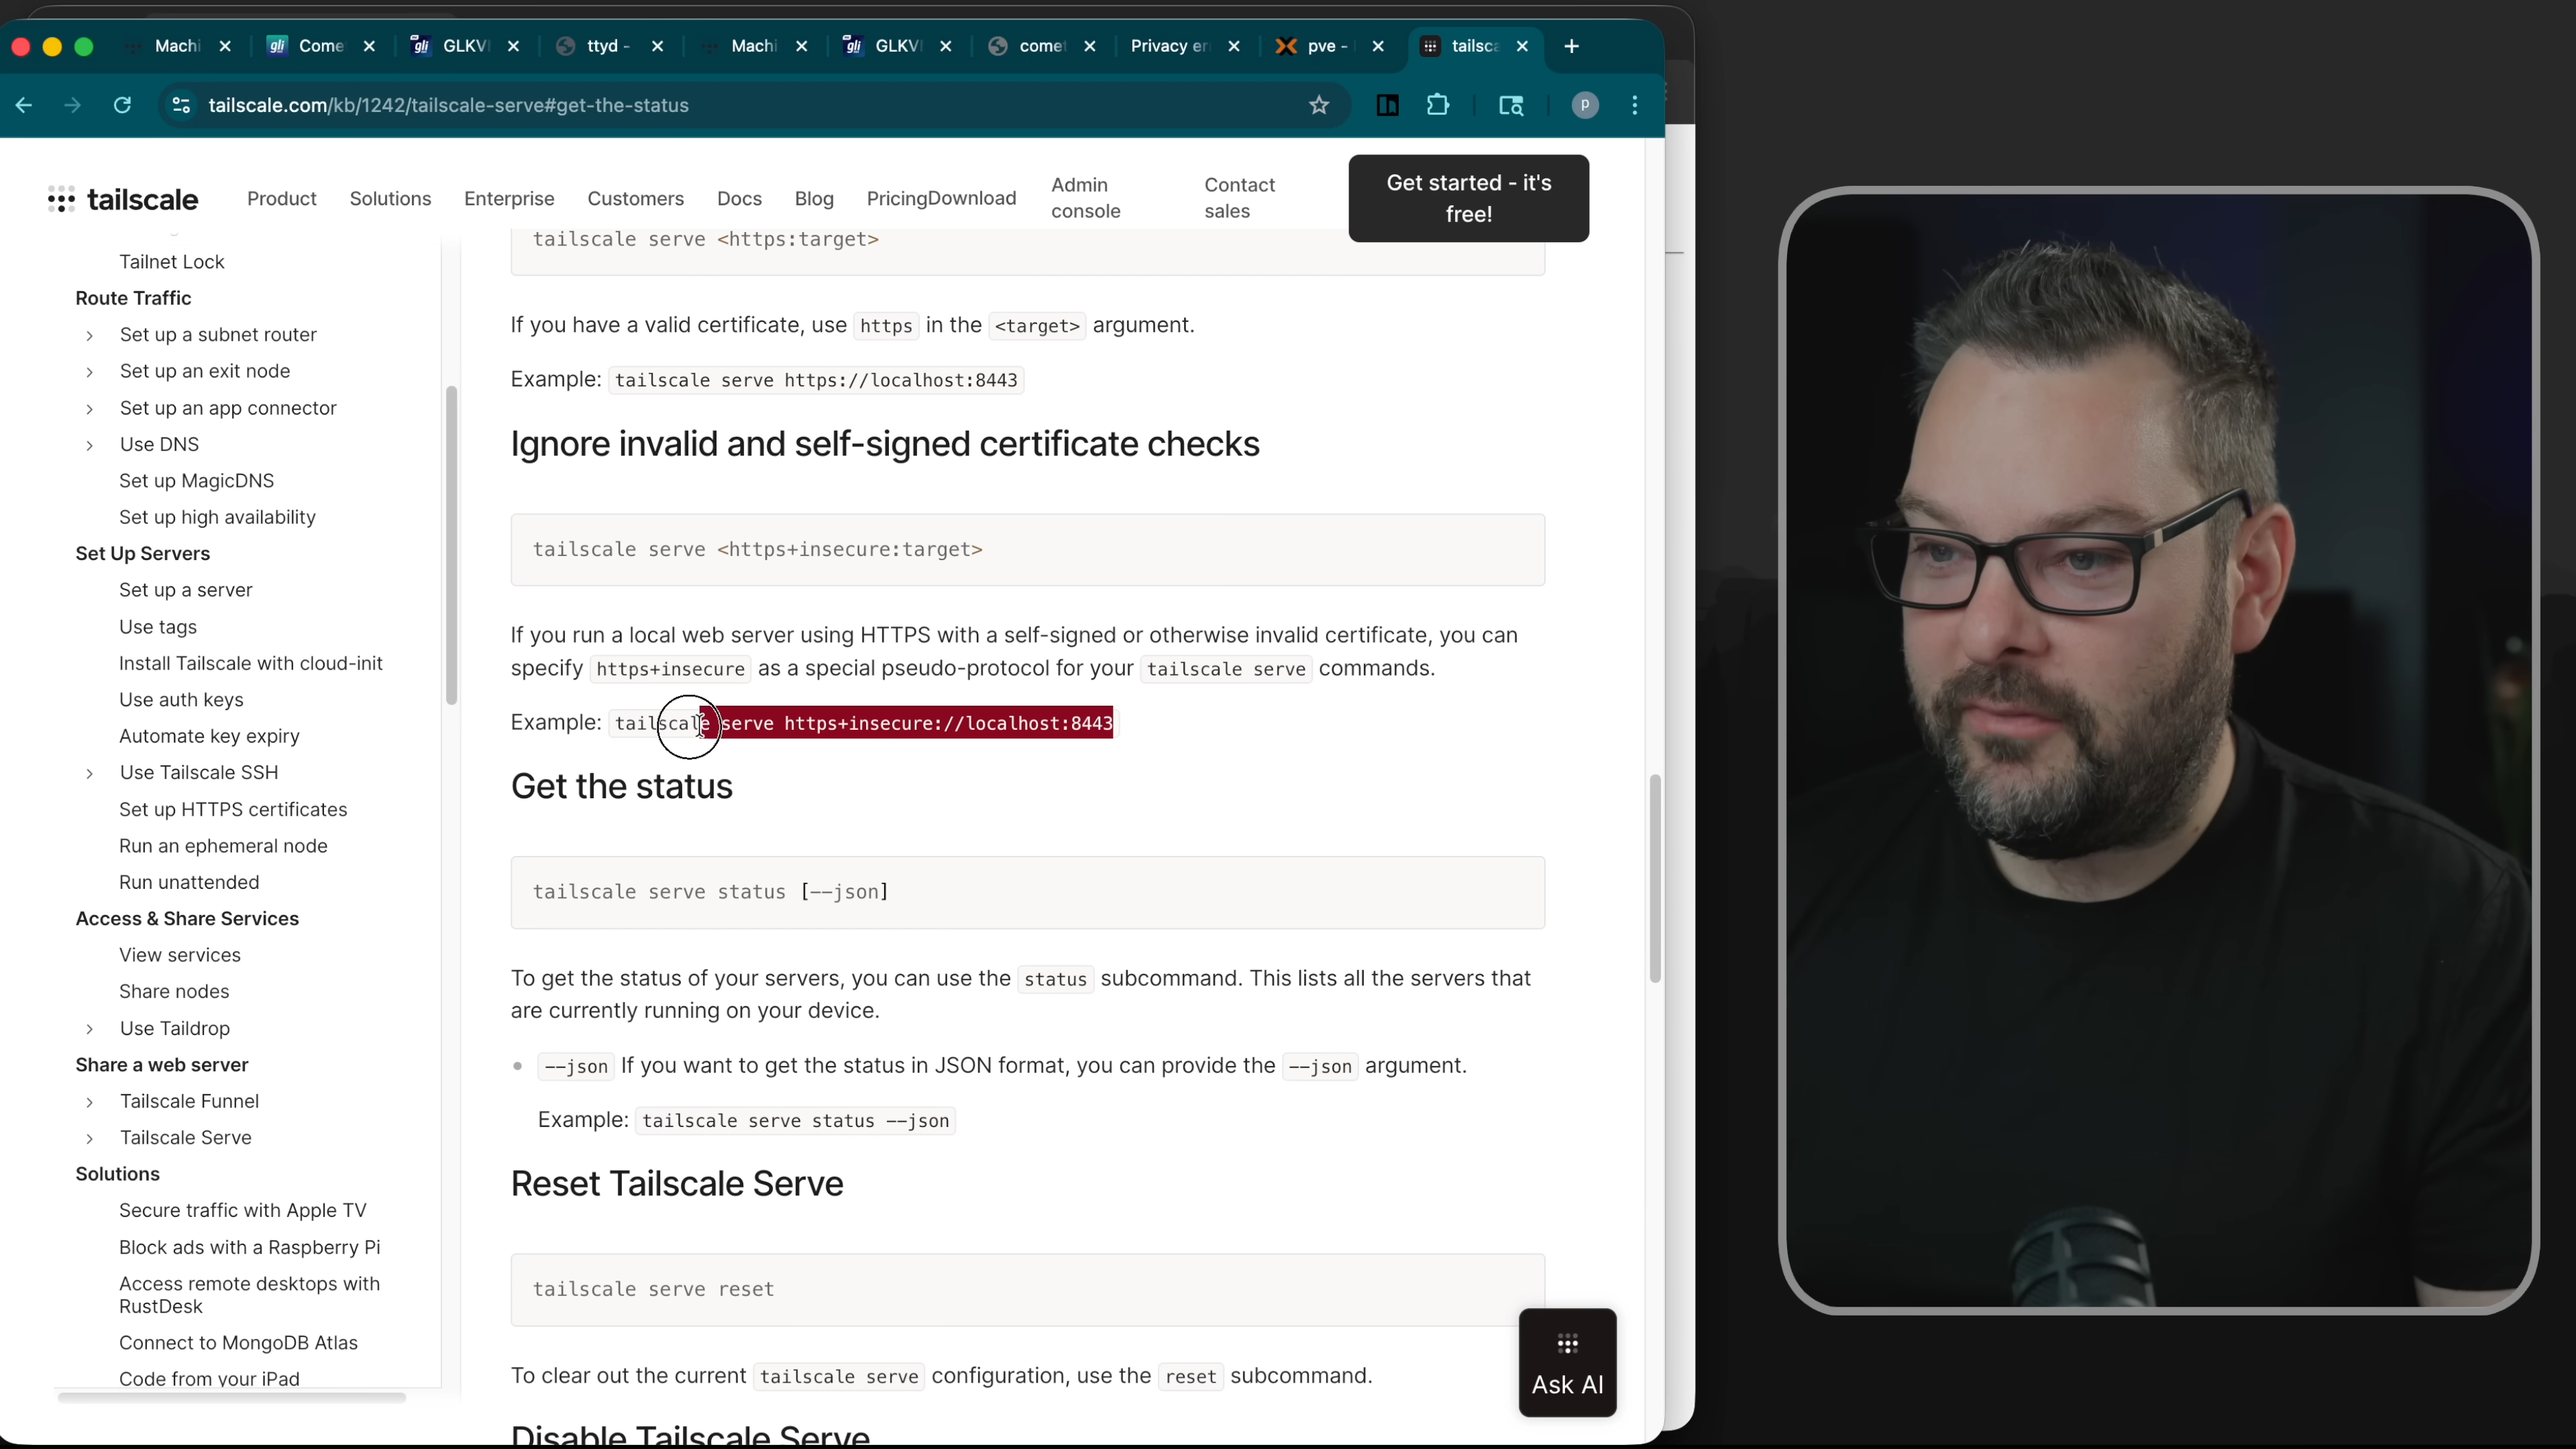 Machi
Come
GLKV
ttyd -
Machi
GLKV
come
Privacy er
pve -
tailsca
tailscale.com/kb/1242/tailscale-serve#get-the-status
P
tailscale
Product
Solutions
Enterprise
Customers
Docs
Blog
Pricing
Download
Admin
console
Contact
sales
Get started - it's
free!
Tailnet Lock
Route Traffic
Set up a subnet router
Set up an exit node
Set up an app connector
Use DNS
Set up MagicDNS
Set up high availability
Set Up Servers
Set up a server
Use tags
Install Tailscale with cloud-init
Use auth keys
Automate key expiry
Use Tailscale SSH
Set up HTTPS certificates
Run an ephemeral node
Run unattended
Access & Share Services
View services
Share nodes
Use Taildrop
Share a web server
Tailscale Funnel
Tailscale Serve
Solutions
Secure traffic with Apple TV
Block ads with a Raspberry Pi
Access remote desktops with
RustDesk
Connect to MongoDB Atlas
Code from your iPad
tailscale serve <https:target>
If you have a valid certificate, use https in the <target> argument.
Example: tailscale serve https://localhost:8443
Ignore invalid and self-signed certificate checks
tailscale serve <https+insecure:target>
If you run a local web server using HTTPS with a self-signed or otherwise invalid certificate, you can
specify https+insecure as a special pseudo-protocol for your tailscale serve commands.
Example: tailscale serve https+insecure://localhost:8443
Get the status
tailscale serve status [--json]
To get the status of your servers, you can use the status subcommand. This lists all the servers that
are currently running on your device.
--json If you want to get the status in JSON format, you can provide the --json argument.
Example: tailscale serve status --json
Reset Tailscale Serve
tailscale serve reset
To clear out the current tailscale serve configuration, use the reset subcommand.
Disable Tailscale Serve
Ask AI